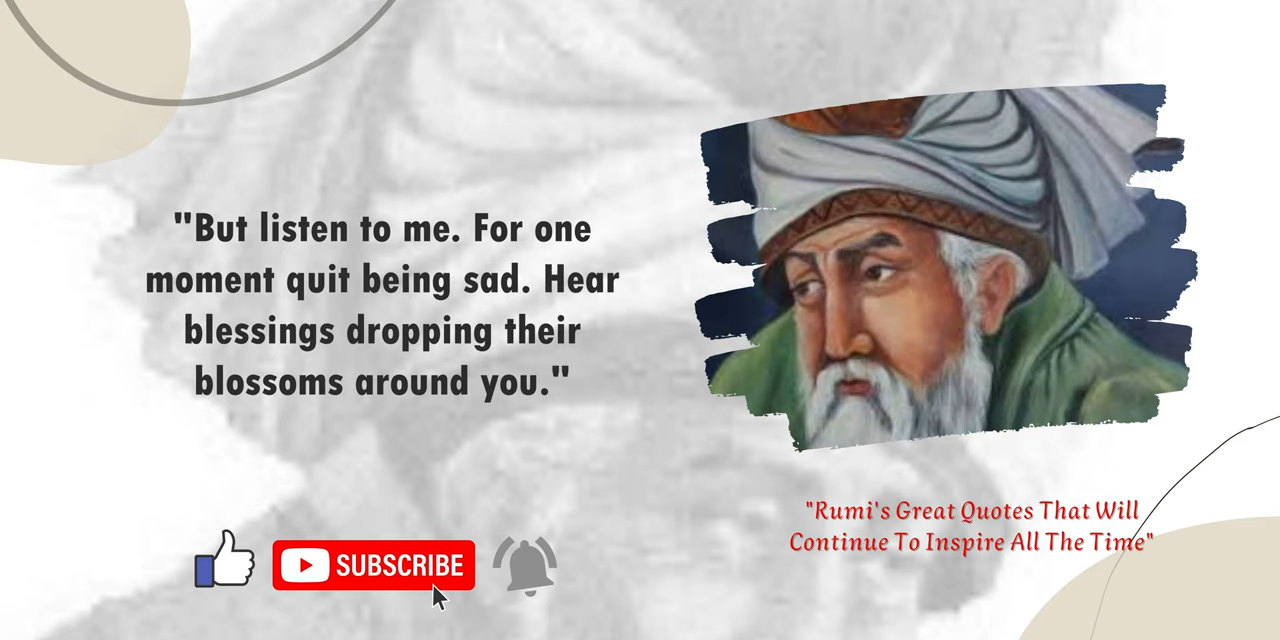 "But listen to me. For one
moment quit being sad. Hear
blessings dropping their
blossoms around you."
"Rumi's Great Quotes That Will
Continue To Inspire All The Time"
SUBSCRIBE